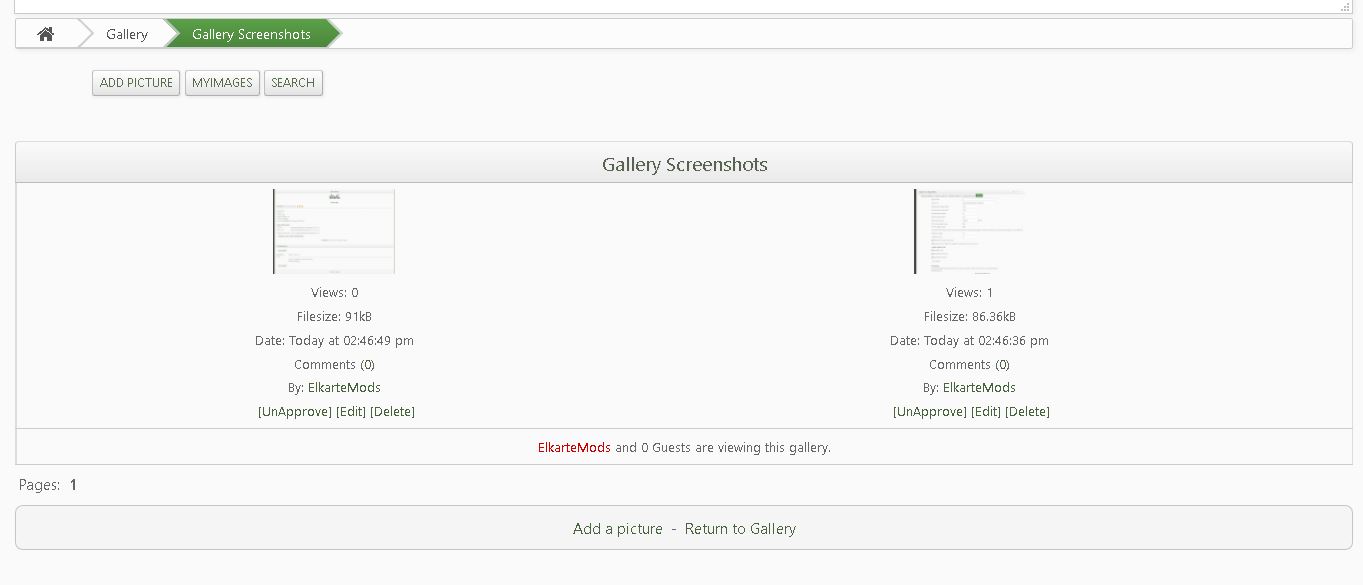 Gallery
Gallery Screenshots
ADD PICTURE MYIMAGES SEARCH
Gallery Screenshots
Views: 0
Filesize: 91kB
Date: Today at 02:46:49 pm
Comments (0)
By: ElkarteMods
[UnApprove] [Edit] [Delete]
Views: 1
Filesize: 86.36kB
Date: Today at 02:46:36 pm
Comments (0)
By: ElkarteMods
[UnApprove] [Edit] [Delete]
ElkarteMods and 0 Guests are viewing this gallery.
Pages: 1
Add a picture - Return to Gallery